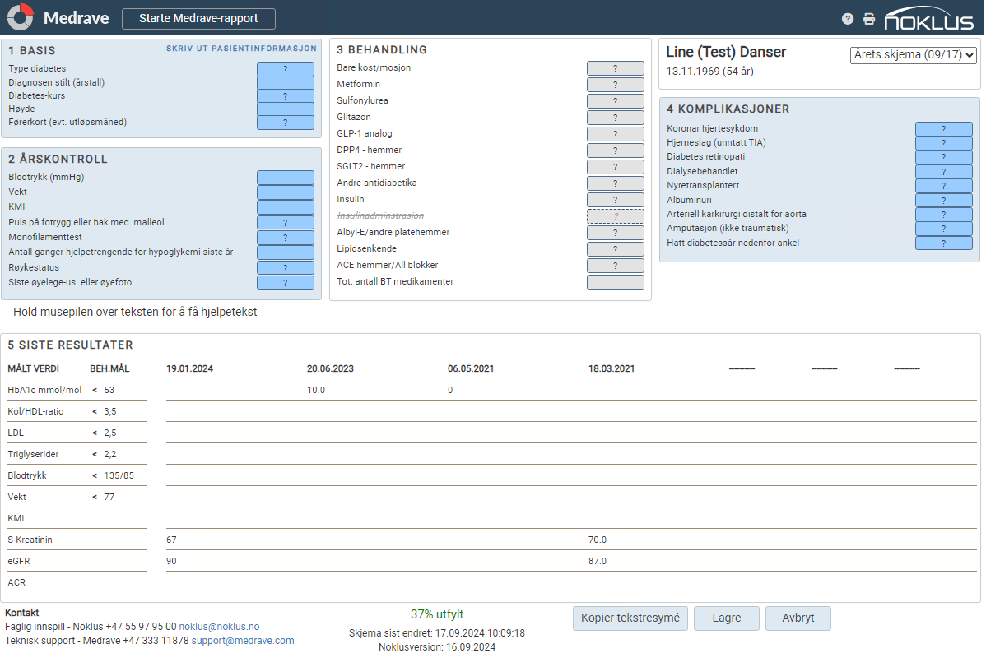 Medrave
Starte Medrave-rapport
?
NOKLUS
1 BASIS
SKRIV UT PASIENTINFORMASJON
Type diabetes ?
Diagnosen stilt (årstall)
Diabetes-kurs ?
Høyde
Førerkort (evt. utløpsmåned) ?
2 ÅRSKONTROLL
Blodtrykk (mmHg)
Vekt
KMI
Puls på fotrygg eller bak med. malleol ?
Monofilamenttest ?
Antall ganger hjelpetrengende for hypoglykemi siste år
Røykestatus ?
Siste øyelege-us. eller øyefoto ?
Hold musepilen over teksten for å få hjelpetekst
3 BEHANDLING
Bare kost/mosjon ?
Metformin ?
Sulfonylurea ?
Glitazon ?
GLP-1 analog ?
DPP4 - hemmer ?
SGLT2 - hemmer ?
Andre antidiabetika ?
Insulin ?
Insulinadminstrasjon ?
Albyl-E/andre platehemmer ?
Lipidsenkende ?
ACE hemmer/All blokker ?
Tot. antall BT medikamenter
Line (Test) Danser
Årets skjema (09/17)
13.11.1969 (54 år)
4 KOMPLIKASJONER
Koronar hjertesykdom ?
Hjerneslag (unntatt TIA) ?
Diabetes retinopati ?
Dialysebehandlet ?
Nyretransplantert ?
Albuminuri ?
Arteriell karkirurgi distalt for aorta ?
Amputasjon (ikke traumatisk) ?
Hatt diabetessår nedenfor ankel ?
5 SISTE RESULTATER
MÅLT VERDI BEH.MÅL 19.01.2024 20.06.2023 06.05.2021 18.03.2021 ---------- ---------- ----------
HbA1c mmol/mol < 53 10.0 0
Kol/HDL-ratio < 3,5
LDL < 2,5
Triglyserider < 2,2
Blodtrykk < 135/85
Vekt < 77
KMI
S-Kreatinin 67 70.0
eGFR 90 87.0
ACR
Kontakt
Faglig innspill - Noklus +47 55 97 95 00 noklus@noklus.no
Teknisk support - Medrave +47 333 11878 support@medrave.com
37% utfylt
Skjema sist endret: 17.09.2024 10:09:18
Noklusversion: 16.09.2024
Kopier tekstresymé
Lagre
Avbryt